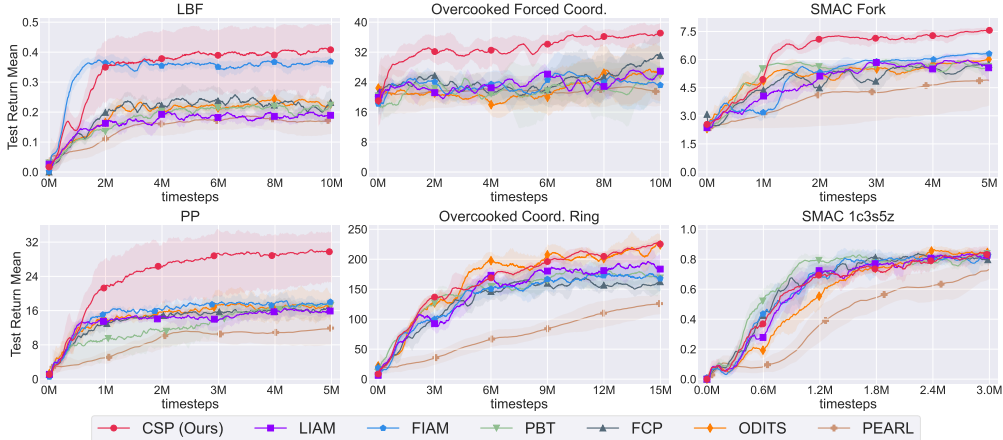 LBF
Overcooked Forced Coord.
SMAC Fork
Test Return Mean
0.5
0.4
0.3
0.2
0.1
0.0
0M 2M 4M 6M 8M 10M
timesteps
40
32
24
16
8
0
0M 2M 4M 6M 8M 10M
timesteps
7.5
6.0
4.5
3.0
1.5
0.0
0M 1M 2M 3M 4M 5M
timesteps
PP
Overcooked Coord. Ring
SMAC 1c3s5z
Test Return Mean
32
24
16
8
0
0M 1M 2M 3M 4M 5M
timesteps
250
200
150
100
50
0
0M 3M 6M 9M 12M 15M
timesteps
1.0
0.8
0.6
0.4
0.2
0.0
0.0M 0.6M 1.2M 1.8M 2.4M 3.0M
timesteps
CSP (Ours) LIAM FIAM PBT FCP ODITS PEARL